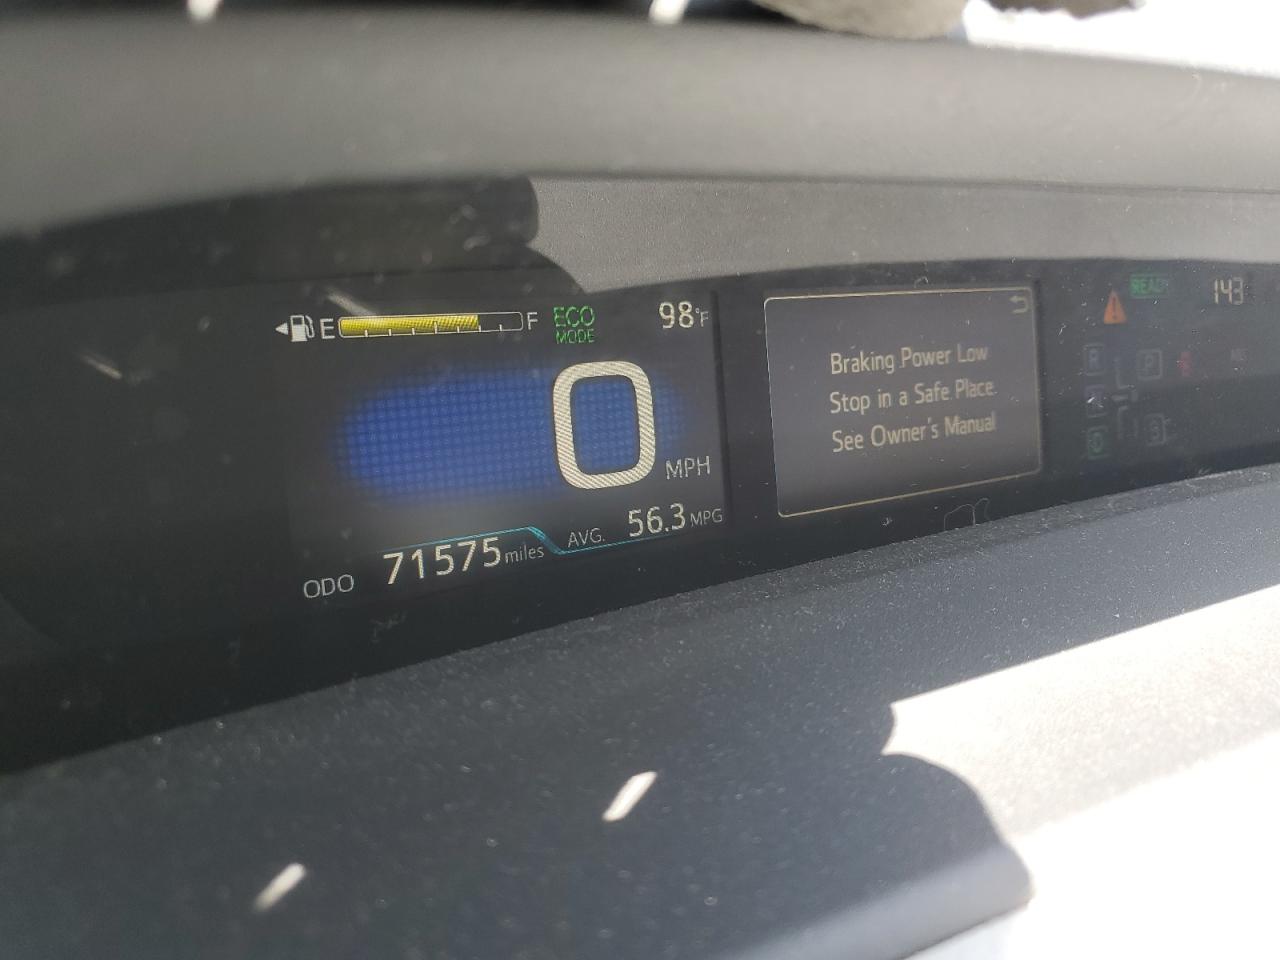 E F ECO MODE 98°F
0 MPH
ODO 71575 miles AVG. 56.3 MPG
Braking Power Low
Stop in a Safe Place
See Owner's Manual
READY 143
R P
B